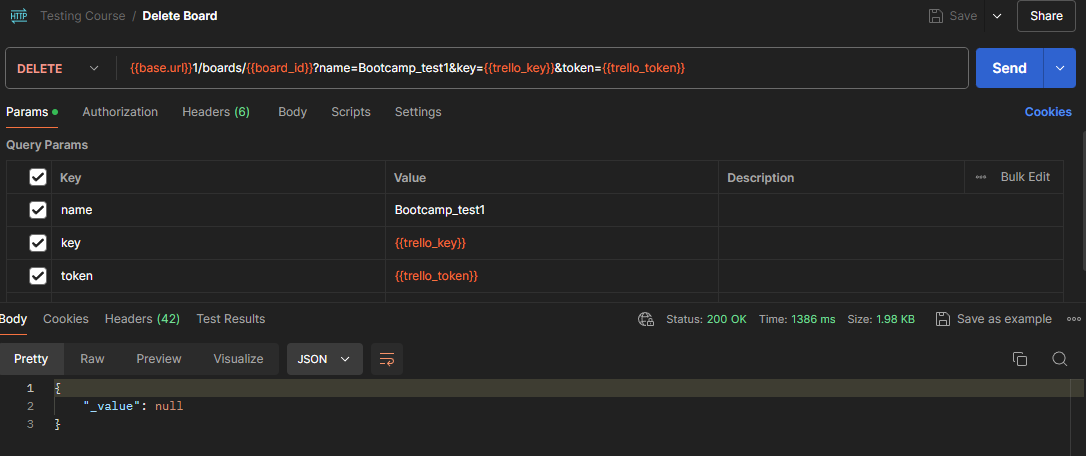 HTTP Testing Course / Delete Board Save Share
DELETE {{base.url}}1/boards/{{board_id}}?name=Bootcamp_test1&key={{trello_key}}&token={{trello_token}} Send
Params Authorization Headers (6) Body Scripts Settings Cookies
Query Params
Key Value Description Bulk Edit
name Bootcamp_test1
key {{trello_key}}
token {{trello_token}}
Body Cookies Headers (42) Test Results Status: 200 OK Time: 1386 ms Size: 1.98 KB Save as example
Pretty Raw Preview Visualize JSON
1 {
2 "_value": null
3 }